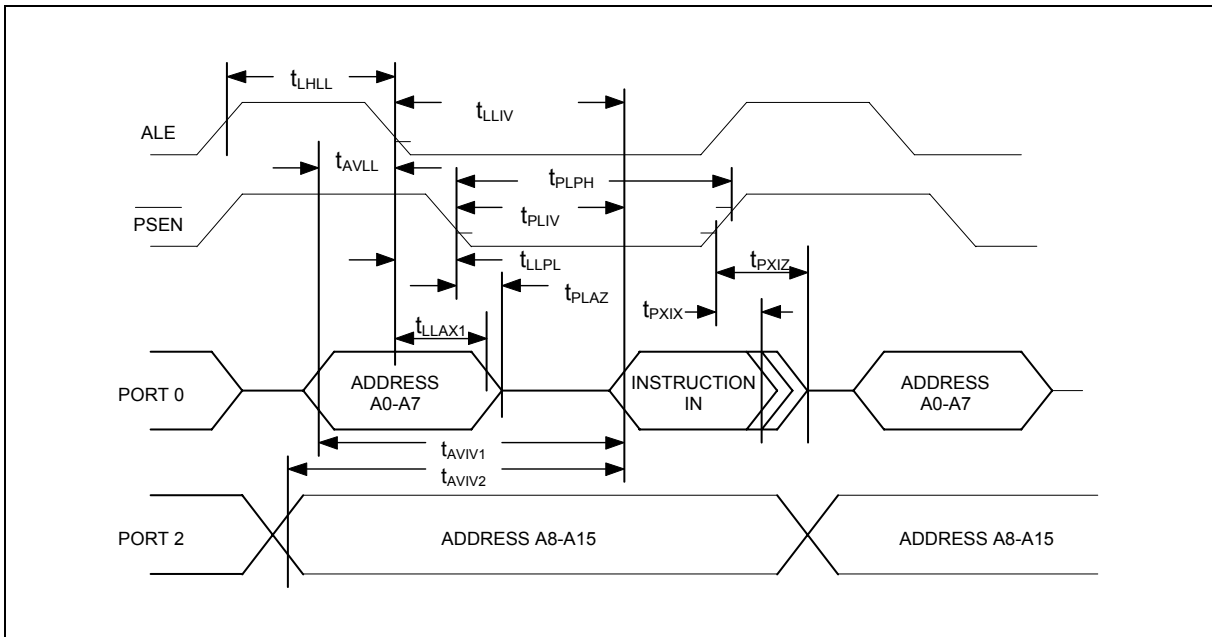 tLHLL
tLLIV
ALE
tAVLL
tPLPH
PSEN
tPLIV
tLLPL
tPXIZ
tPLAZ
tPXIX
tLLAX1
PORT 0
ADDRESS
A0-A7
INSTRUCTION
IN
ADDRESS
A0-A7
tAVIV1
tAVIV2
PORT 2
ADDRESS A8-A15
ADDRESS A8-A15